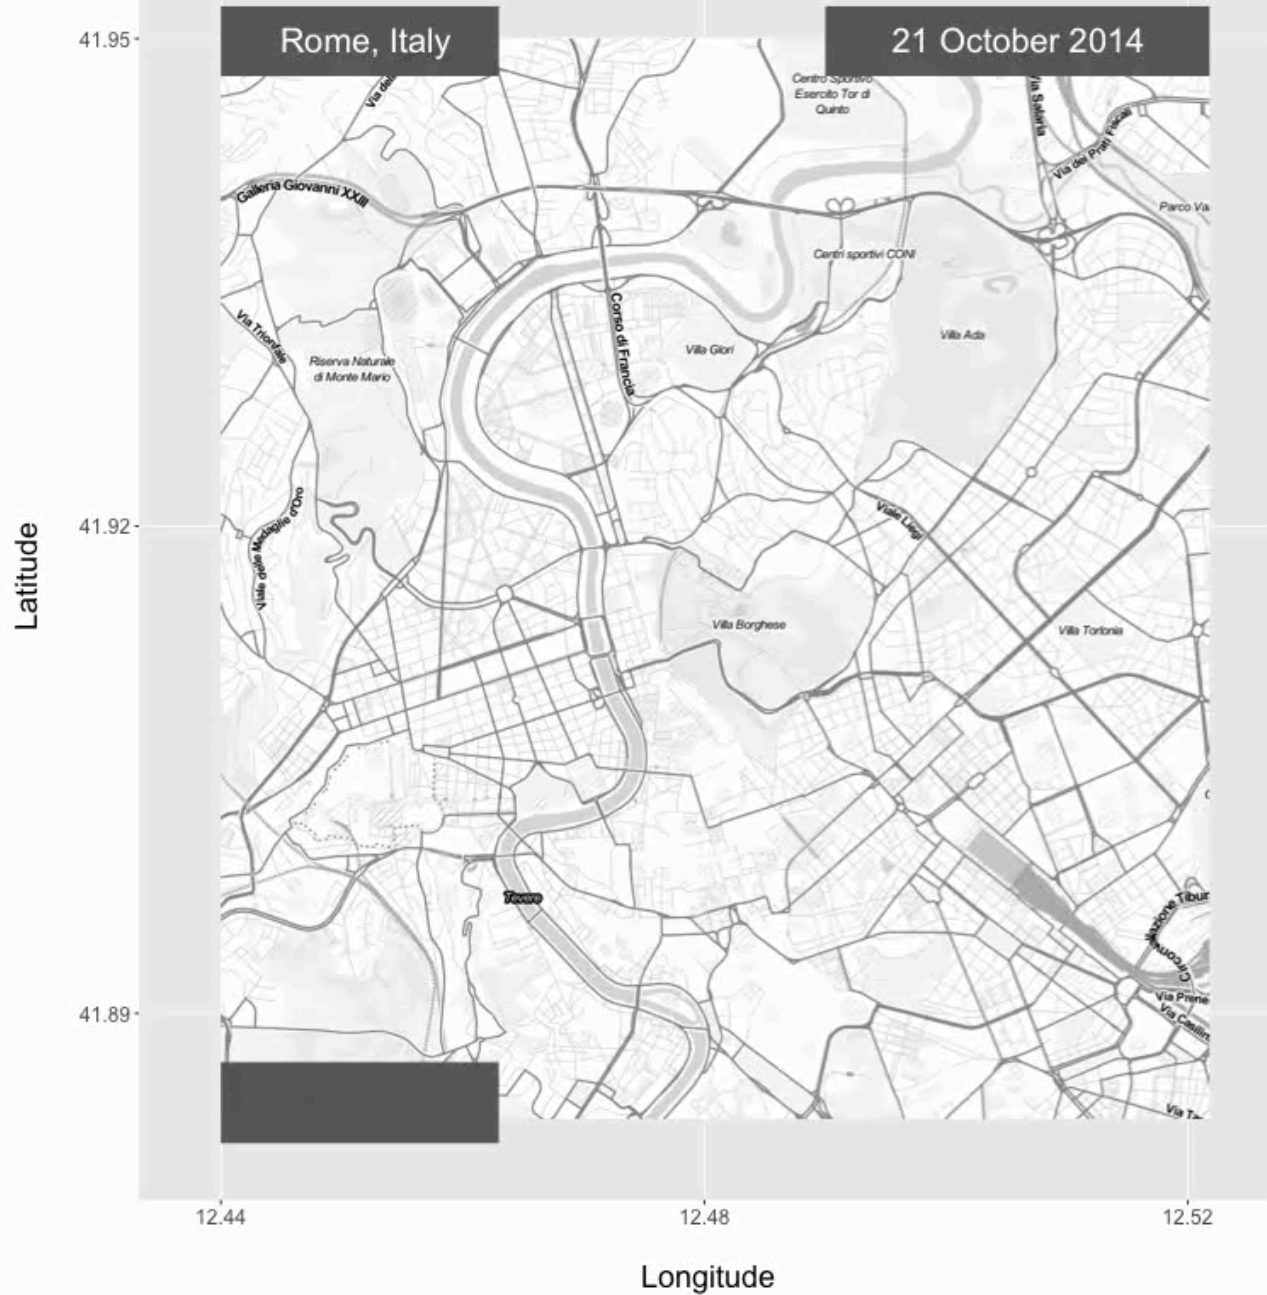 Rome, Italy
21 October 2014
41.95
41.92
41.89
Latitude
12.44
12.48
12.52
Longitude
Centro Sportivo
Esercito Tor di
Quinto
Via Salaria
Via dei Prati Fiscali
Galleria Giovanni XXIII
Parco
Centri sportivi CONI
Via Trionfale
Corso di Francia
Villa Glori
Villa Ada
Riserva Naturale
di Monte Mario
Viale delle Medaglie d'Oro
Viale Liegi
Villa Borghese
Villa Torlonia
Tevere
Via
Via
Via